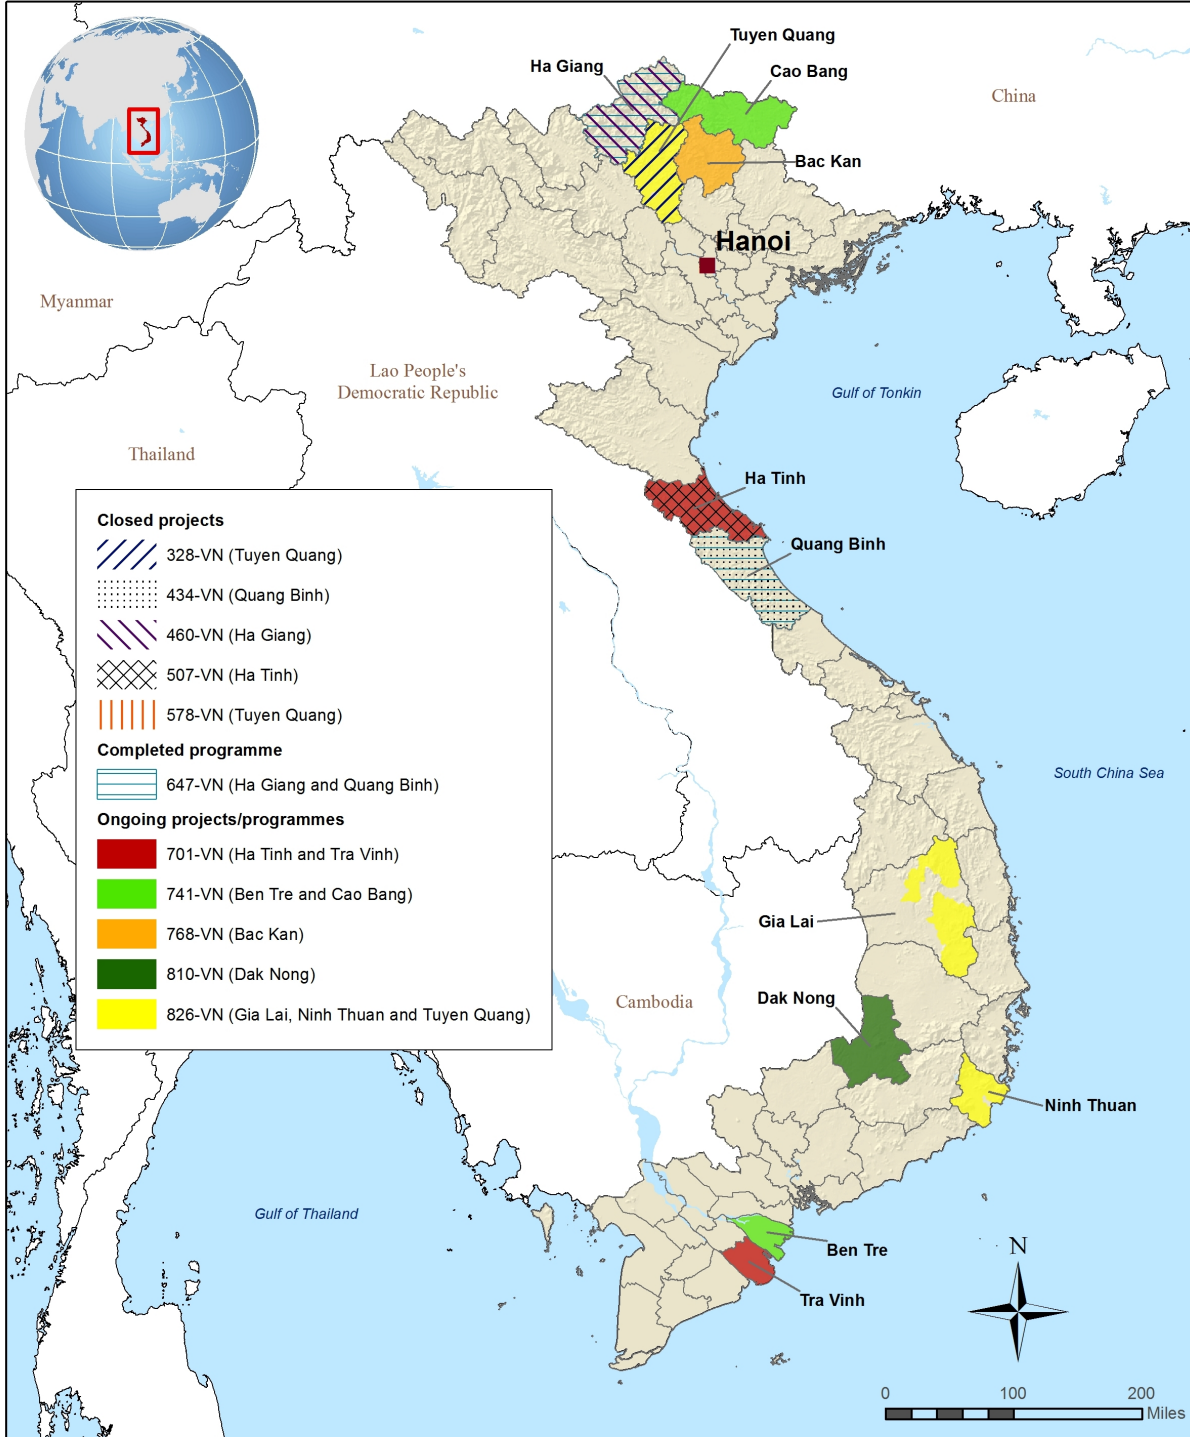 Tuyen Quang
Ha Giang
Cao Bang
China
Bac Kan
Hanoi
Myanmar
Lao People's
Democratic Republic
Gulf of Tonkin
Thailand
Ha Tinh
Quang Binh
Closed projects
328-VN (Tuyen Quang)
434-VN (Quang Binh)
460-VN (Ha Giang)
507-VN (Ha Tinh)
578-VN (Tuyen Quang)
Completed programme
647-VN (Ha Giang and Quang Binh)
Ongoing projects/programmes
701-VN (Ha Tinh and Tra Vinh)
741-VN (Ben Tre and Cao Bang)
768-VN (Bac Kan)
810-VN (Dak Nong)
826-VN (Gia Lai, Ninh Thuan and Tuyen Quang)
South China Sea
Gia Lai
Dak Nong
Cambodia
Ninh Thuan
Gulf of Thailand
Ben Tre
N
Tra Vinh
0 100 200
Miles